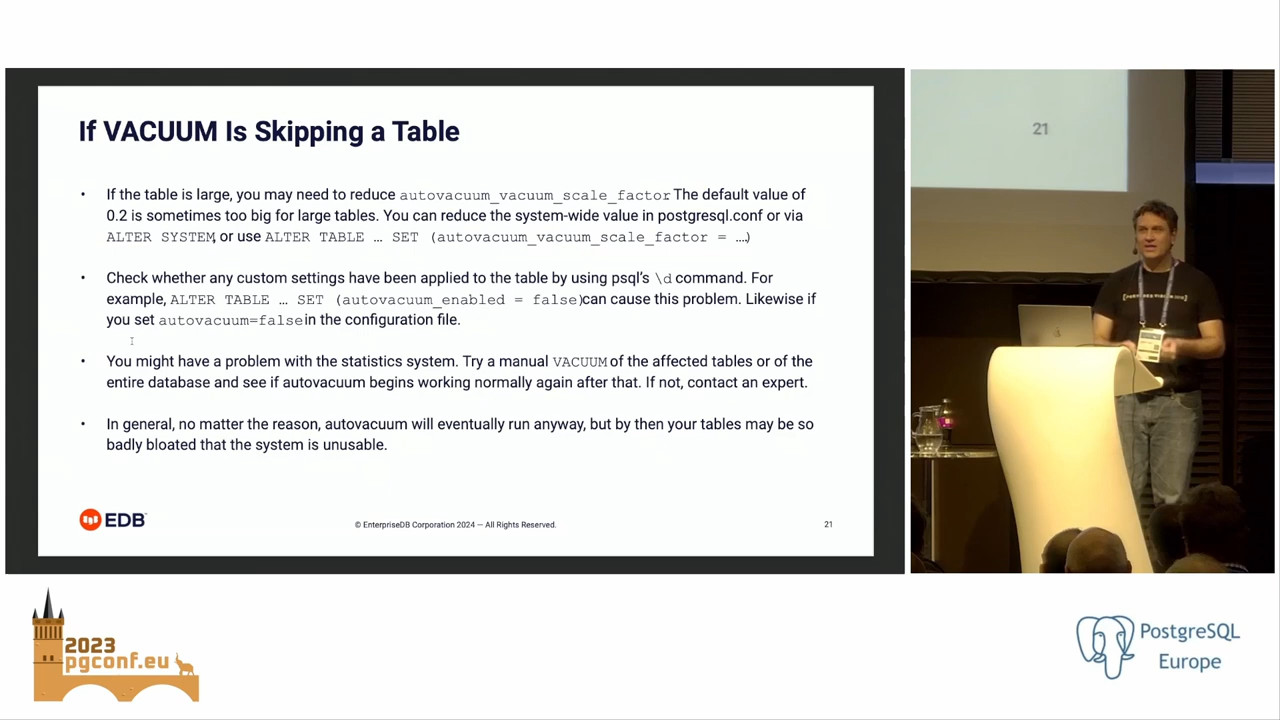 If VACUUM Is Skipping a Table
• If the table is large, you may need to reduce autovacuum_vacuum_scale_factor. The default value of
0.2 is sometimes too big for large tables. You can reduce the system-wide value in postgresql.conf or via
ALTER SYSTEM, or use ALTER TABLE … SET (autovacuum_vacuum_scale_factor = …)
• Check whether any custom settings have been applied to the table by using psql's \d command. For
example, ALTER TABLE … SET (autovacuum_enabled = false)can cause this problem. Likewise if
you set autovacuum=false in the configuration file.
• You might have a problem with the statistics system. Try a manual VACUUM of the affected tables or of the
entire database and see if autovacuum begins working normally again after that. If not, contact an expert.
• In general, no matter the reason, autovacuum will eventually run anyway, but by then your tables may be so
badly bloated that the system is unusable.
EDB
© EnterpriseDB Corporation 2024 — All Rights Reserved.
21
21
2023
pgconf.eu
PostgreSQL
Europe